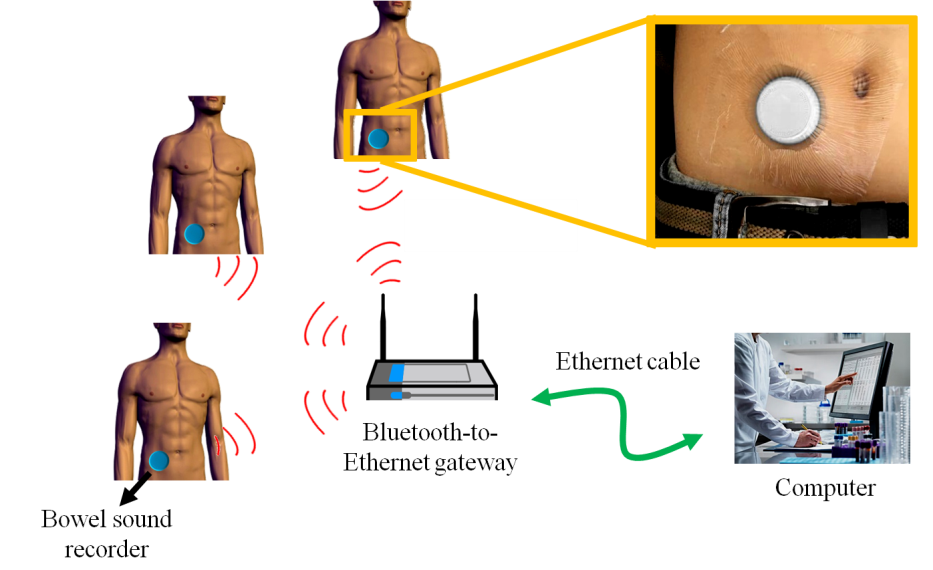 Ethernet cable
Bluetooth-to-
Ethernet gateway
Computer
Bowel sound
recorder